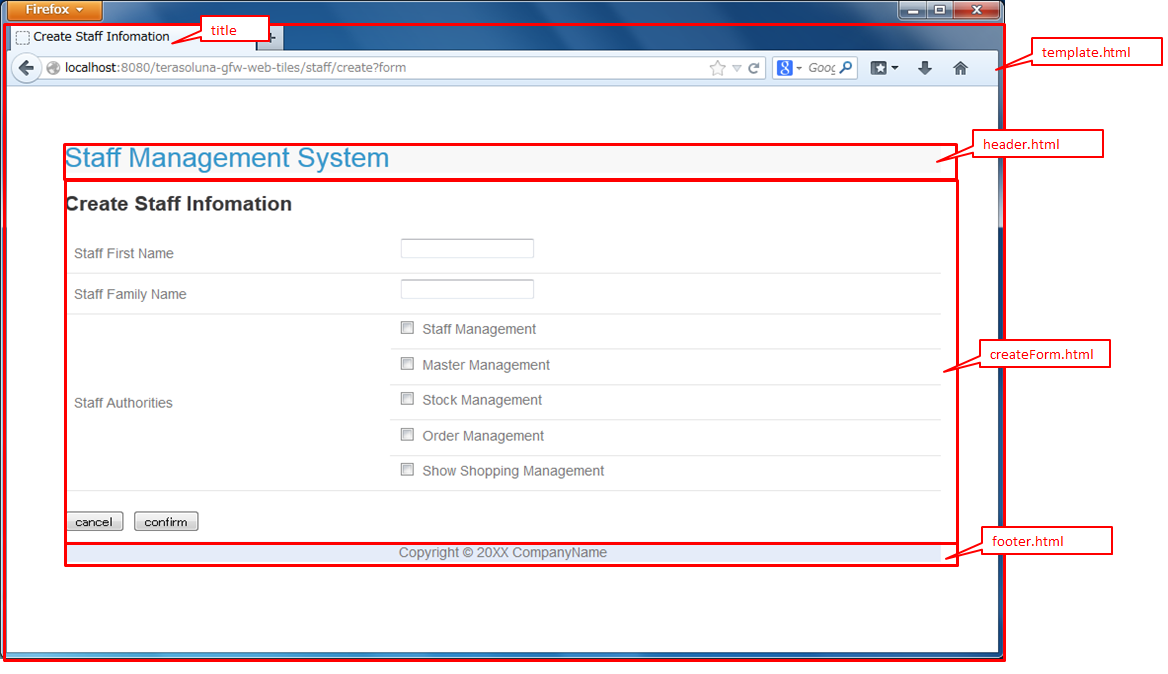 Firefox
Create Staff Infomation
title
template.html
localhost:8080/terasoluna-gfw-web-tiles/staff/create?form
8
Goog
header.html
Staff Management System
Create Staff Infomation
Staff First Name
Staff Family Name
Staff Management
createForm.html
Master Management
Stock Management
Staff Authorities
Order Management
Show Shopping Management
cancel confirm
footer.html
Copyright © 20XX CompanyName